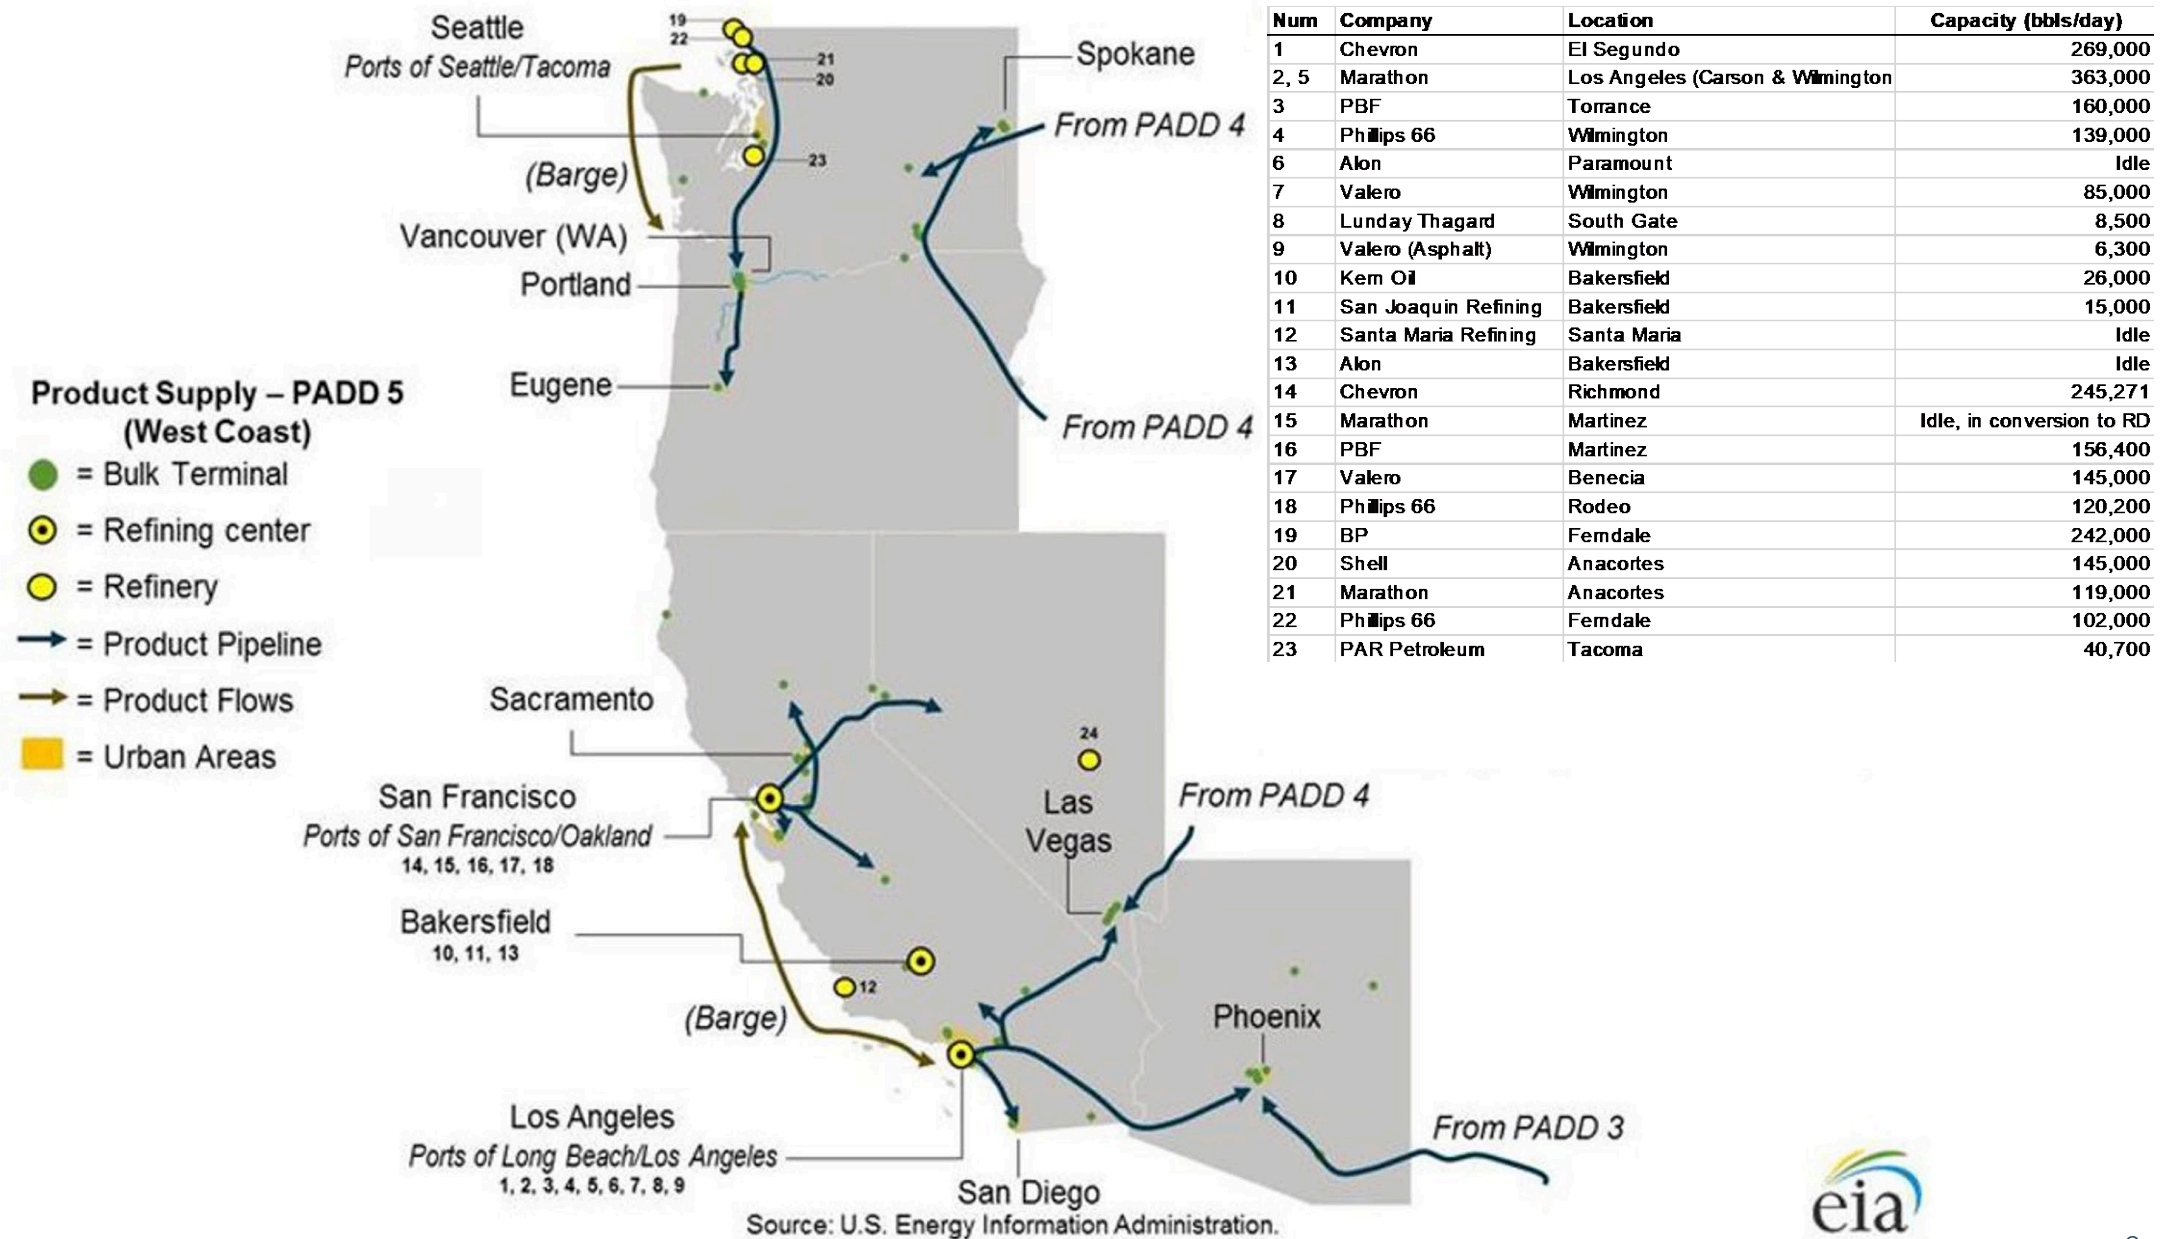 Seattle
Ports of Seattle/Tacoma
19
22
21
20
23
Spokane
From PADD 4
(Barge)
Vancouver (WA)
Portland
Eugene
From PADD 4
Product Supply – PADD 5
(West Coast)
= Bulk Terminal
= Refining center
= Refinery
= Product Pipeline
= Product Flows
= Urban Areas
Sacramento
San Francisco
Ports of San Francisco/Oakland
14, 15, 16, 17, 18
24
Las
Vegas
From PADD 4
Bakersfield
10, 11, 13
12
(Barge)
Phoenix
Los Angeles
Ports of Long Beach/Los Angeles
1, 2, 3, 4, 5, 6, 7, 8, 9
San Diego
From PADD 3
Source: U.S. Energy Information Administration.
Num Company Location Capacity (bbls/day)
1 Chevron El Segundo 269,000
2, 5 Marathon Los Angeles (Carson & Wilmington 363,000
3 PBF Torrance 160,000
4 Phillips 66 Wilmington 139,000
6 Alon Paramount Idle
7 Valero Wilmington 85,000
8 Lunday Thagard South Gate 8,500
9 Valero (Asphalt) Wilmington 6,300
10 Kern Oil Bakersfield 26,000
11 San Joaquin Refining Bakersfield 15,000
12 Santa Maria Refining Santa Maria Idle
13 Alon Bakersfield Idle
14 Chevron Richmond 245,271
15 Marathon Martinez Idle, in conversion to RD
16 PBF Martinez 156,400
17 Valero Benecia 145,000
18 Phillips 66 Rodeo 120,200
19 BP Ferndale 242,000
20 Shell Anacortes 145,000
21 Marathon Anacortes 119,000
22 Phillips 66 Ferndale 102,000
23 PAR Petroleum Tacoma 40,700
eia